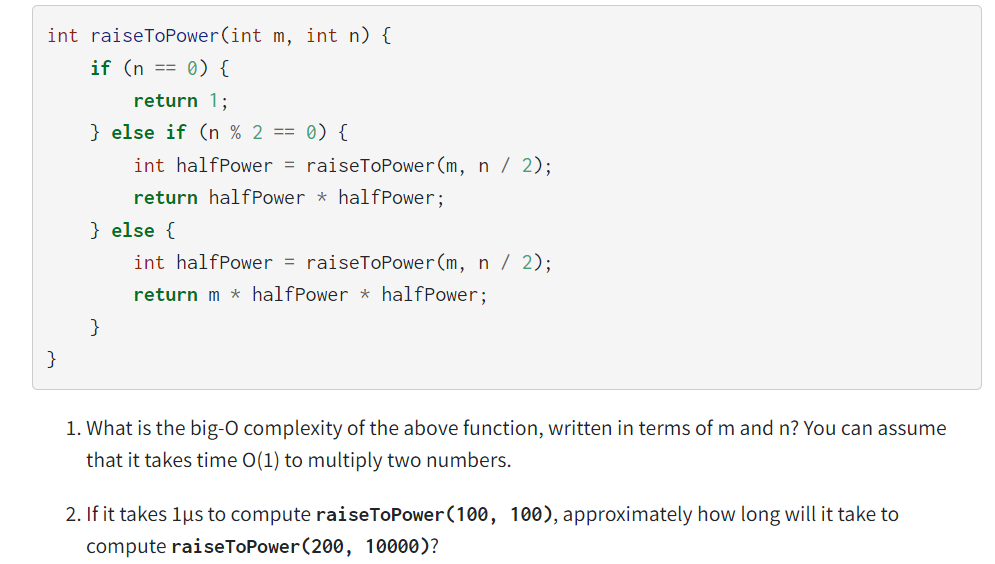 int raiseToPower(int m, int n) {
    if (n == 0) {
        return 1;
    } else if (n % 2 == 0) {
        int halfPower = raiseToPower(m, n / 2);
        return halfPower * halfPower;
    } else {
        int halfPower = raiseToPower(m, n / 2);
        return m * halfPower * halfPower;
    }
}
1. What is the big-O complexity of the above function, written in terms of m and n? You can assume
that it takes time O(1) to multiply two numbers.
2. If it takes 1µs to compute raiseToPower(100, 100), approximately how long will it take to
compute raiseToPower(200, 10000)?